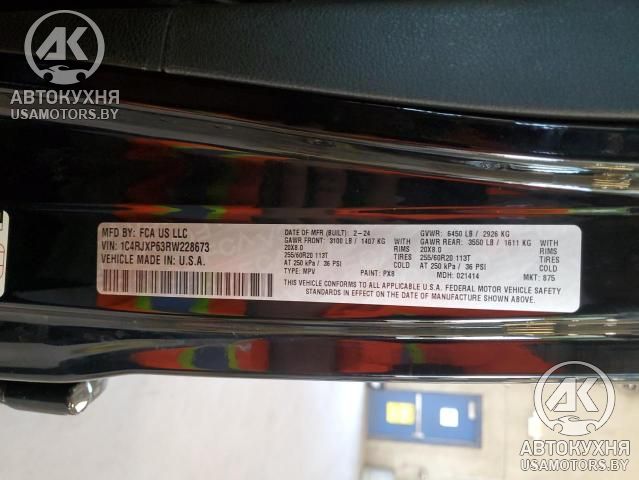 АК
АВТОКУХНЯ
USAMOTORS.BY
MFD BY: FCA US LLC
VIN: 1C4RJXP63RW228673
VEHICLE MADE IN: U.S.A.
DATE OF MFR (BUILT): 2-24
GAWR FRONT: 3100 LB / 1407 KG
20X8.0
255/60R20 113T TIRES
AT 250 kPa / 36 PSI COLD
TYPE: MPV PAINT: PX8
GVWR: 6450 LB / 2926 KG
GAWR REAR: 3550 LB / 1611 KG
20X8.0
255/60R20 113T TIRES
AT 250 kPa / 36 PSI COLD
MDH: 021414 MKT: 875
THIS VEHICLE CONFORMS TO ALL APPLICABLE U.S.A. FEDERAL MOTOR VEHICLE SAFETY
STANDARDS IN EFFECT ON THE DATE OF MANUFACTURE SHOWN ABOVE.
АК
АВТОКУХНЯ
USAMOTORS.BY